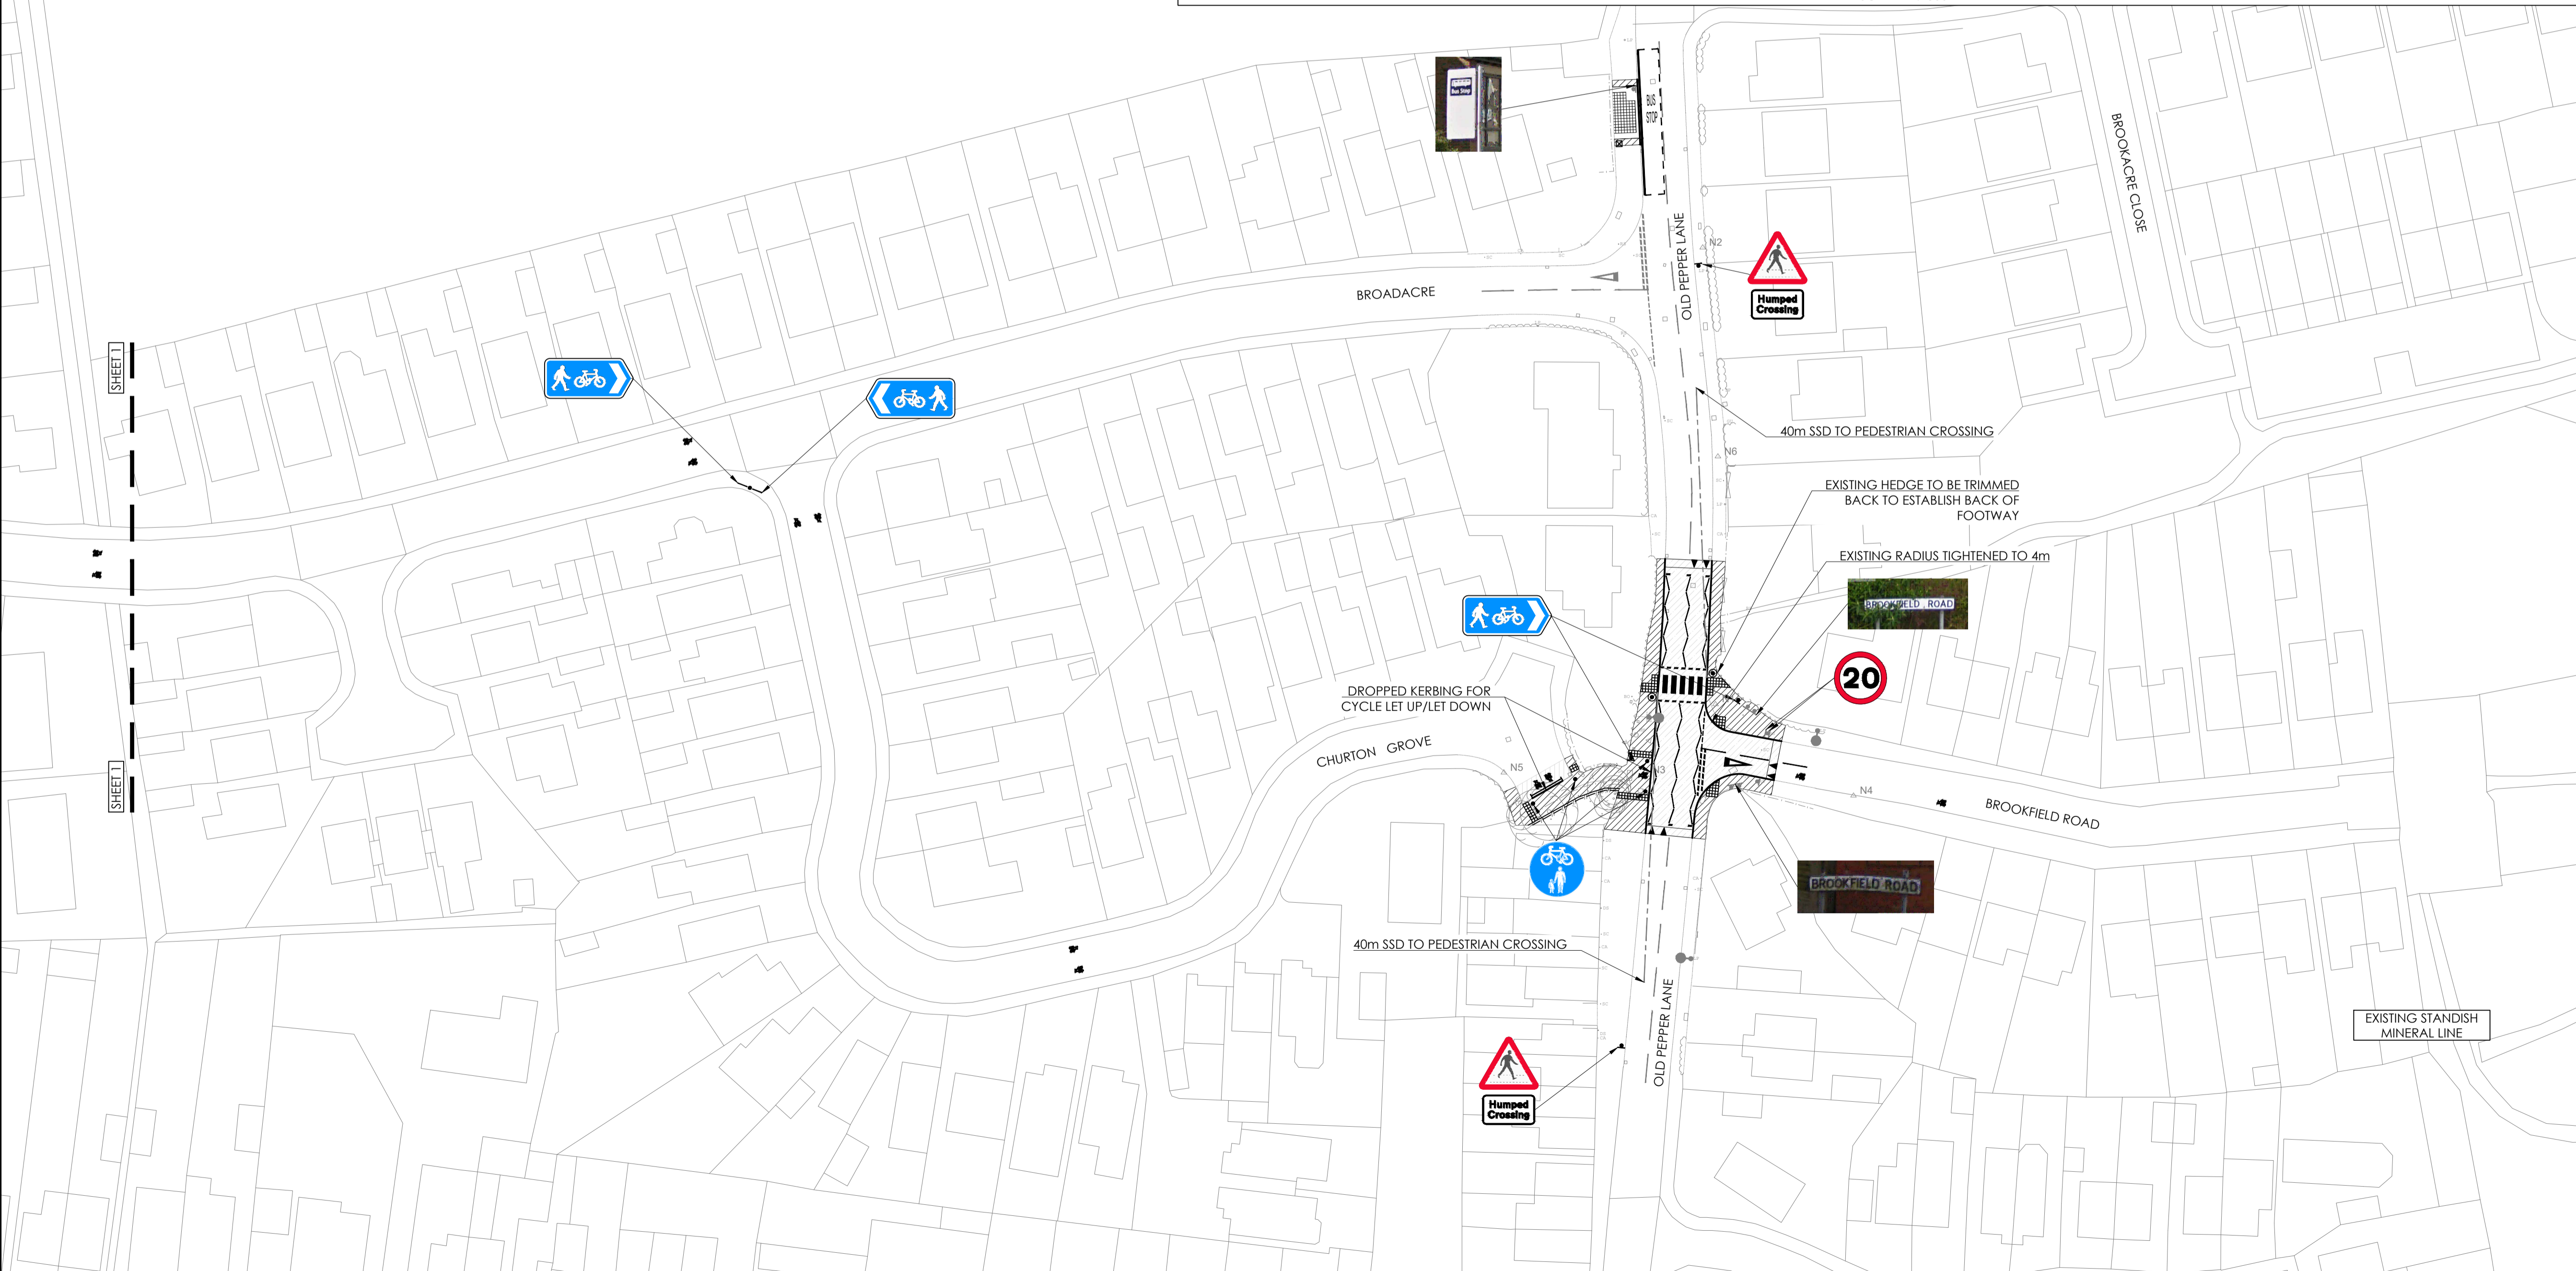 Bus Stop
BUS
STOP
BROOKACRE CLOSE
OLD PEPPER LANE
N2
Humped
Crossing
BROADACRE
SHEET 1
40m SSD TO PEDESTRIAN CROSSING
N6
EXISTING HEDGE TO BE TRIMMED
BACK TO ESTABLISH BACK OF
FOOTWAY
EXISTING RADIUS TIGHTENED TO 4m
BROOKFIELD ROAD
20
DROPPED KERBING FOR
CYCLE LET UP/LET DOWN
CHURTON GROVE
N5
N3
N4
BROOKFIELD ROAD
SHEET 1
BROOKFIELD ROAD
40m SSD TO PEDESTRIAN CROSSING
OLD PEPPER LANE
EXISTING STANDISH
MINERAL LINE
Humped
Crossing